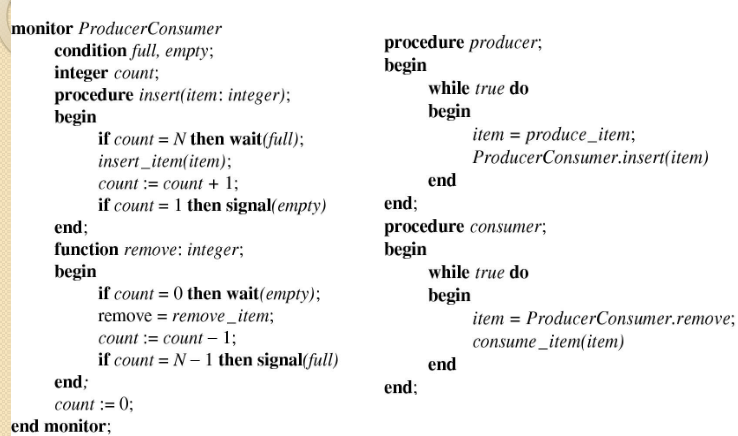 monitor ProducerConsumer
condition full, empty;
integer count;
procedure insert(item: integer);
begin
if count = N then wait(full);
insert_item(item);
count := count + 1;
if count = 1 then signal(empty)
end;
function remove: integer;
begin
if count = 0 then wait(empty);
remove = remove_item;
count := count – 1;
if count = N – 1 then signal(full)
end;
count := 0;
end monitor;
procedure producer;
begin
while true do
begin
item = produce_item;
ProducerConsumer.insert(item)
end
end;
procedure consumer;
begin
while true do
begin
item = ProducerConsumer.remove;
consume_item(item)
end
end;